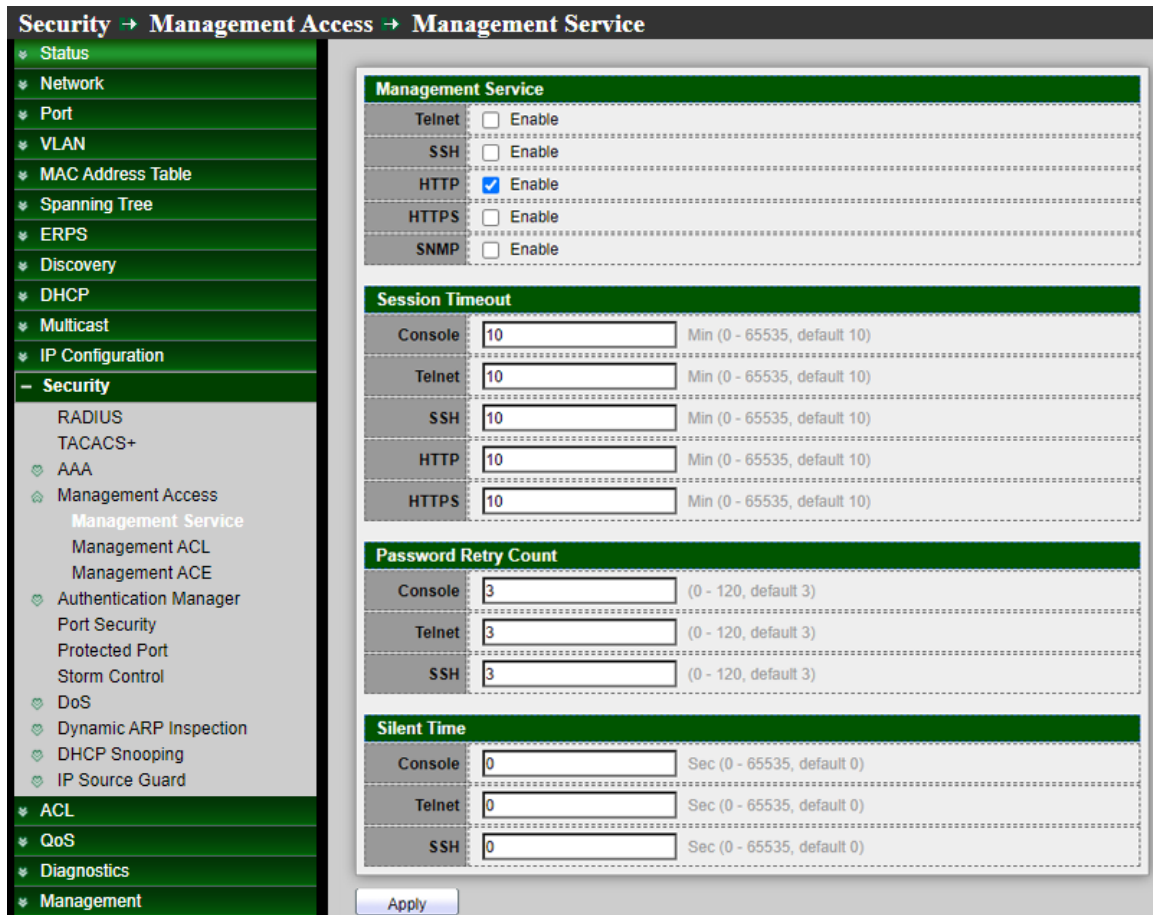 Security → Management Access → Management Service
Status
Network
Port
VLAN
MAC Address Table
Spanning Tree
ERPS
Discovery
DHCP
Multicast
IP Configuration
Security
RADIUS
TACACS+
AAA
Management Access
Management Service
Management ACL
Management ACE
Authentication Manager
Port Security
Protected Port
Storm Control
DoS
Dynamic ARP Inspection
DHCP Snooping
IP Source Guard
ACL
QoS
Diagnostics
Management
Management Service
Telnet Enable
SSH Enable
HTTP Enable
HTTPS Enable
SNMP Enable
Session Timeout
Console 10 Min (0 - 65535, default 10)
Telnet 10 Min (0 - 65535, default 10)
SSH 10 Min (0 - 65535, default 10)
HTTP 10 Min (0 - 65535, default 10)
HTTPS 10 Min (0 - 65535, default 10)
Password Retry Count
Console 3 (0 - 120, default 3)
Telnet 3 (0 - 120, default 3)
SSH 3 (0 - 120, default 3)
Silent Time
Console 0 Sec (0 - 65535, default 0)
Telnet 0 Sec (0 - 65535, default 0)
SSH 0 Sec (0 - 65535, default 0)
Apply